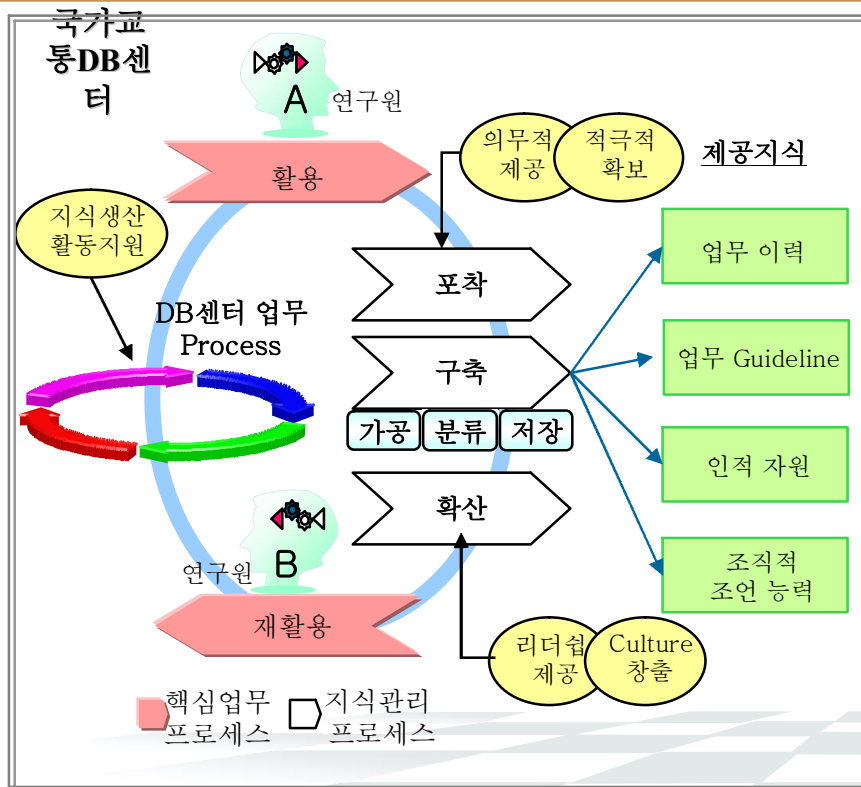 국가교
통DB센
터
A
연구원
활용
의무적
제공
적극적
확보
제공지식
지식생산
활동지원
포착
업무 이력
DB센터 업무
Process
구축
업무 Guideline
가공
분류
저장
인적 자원
확산
B
연구원
조직적
조언 능력
재활용
리더쉽
제공
Culture
창출
핵심업무
프로세스
지식관리
프로세스